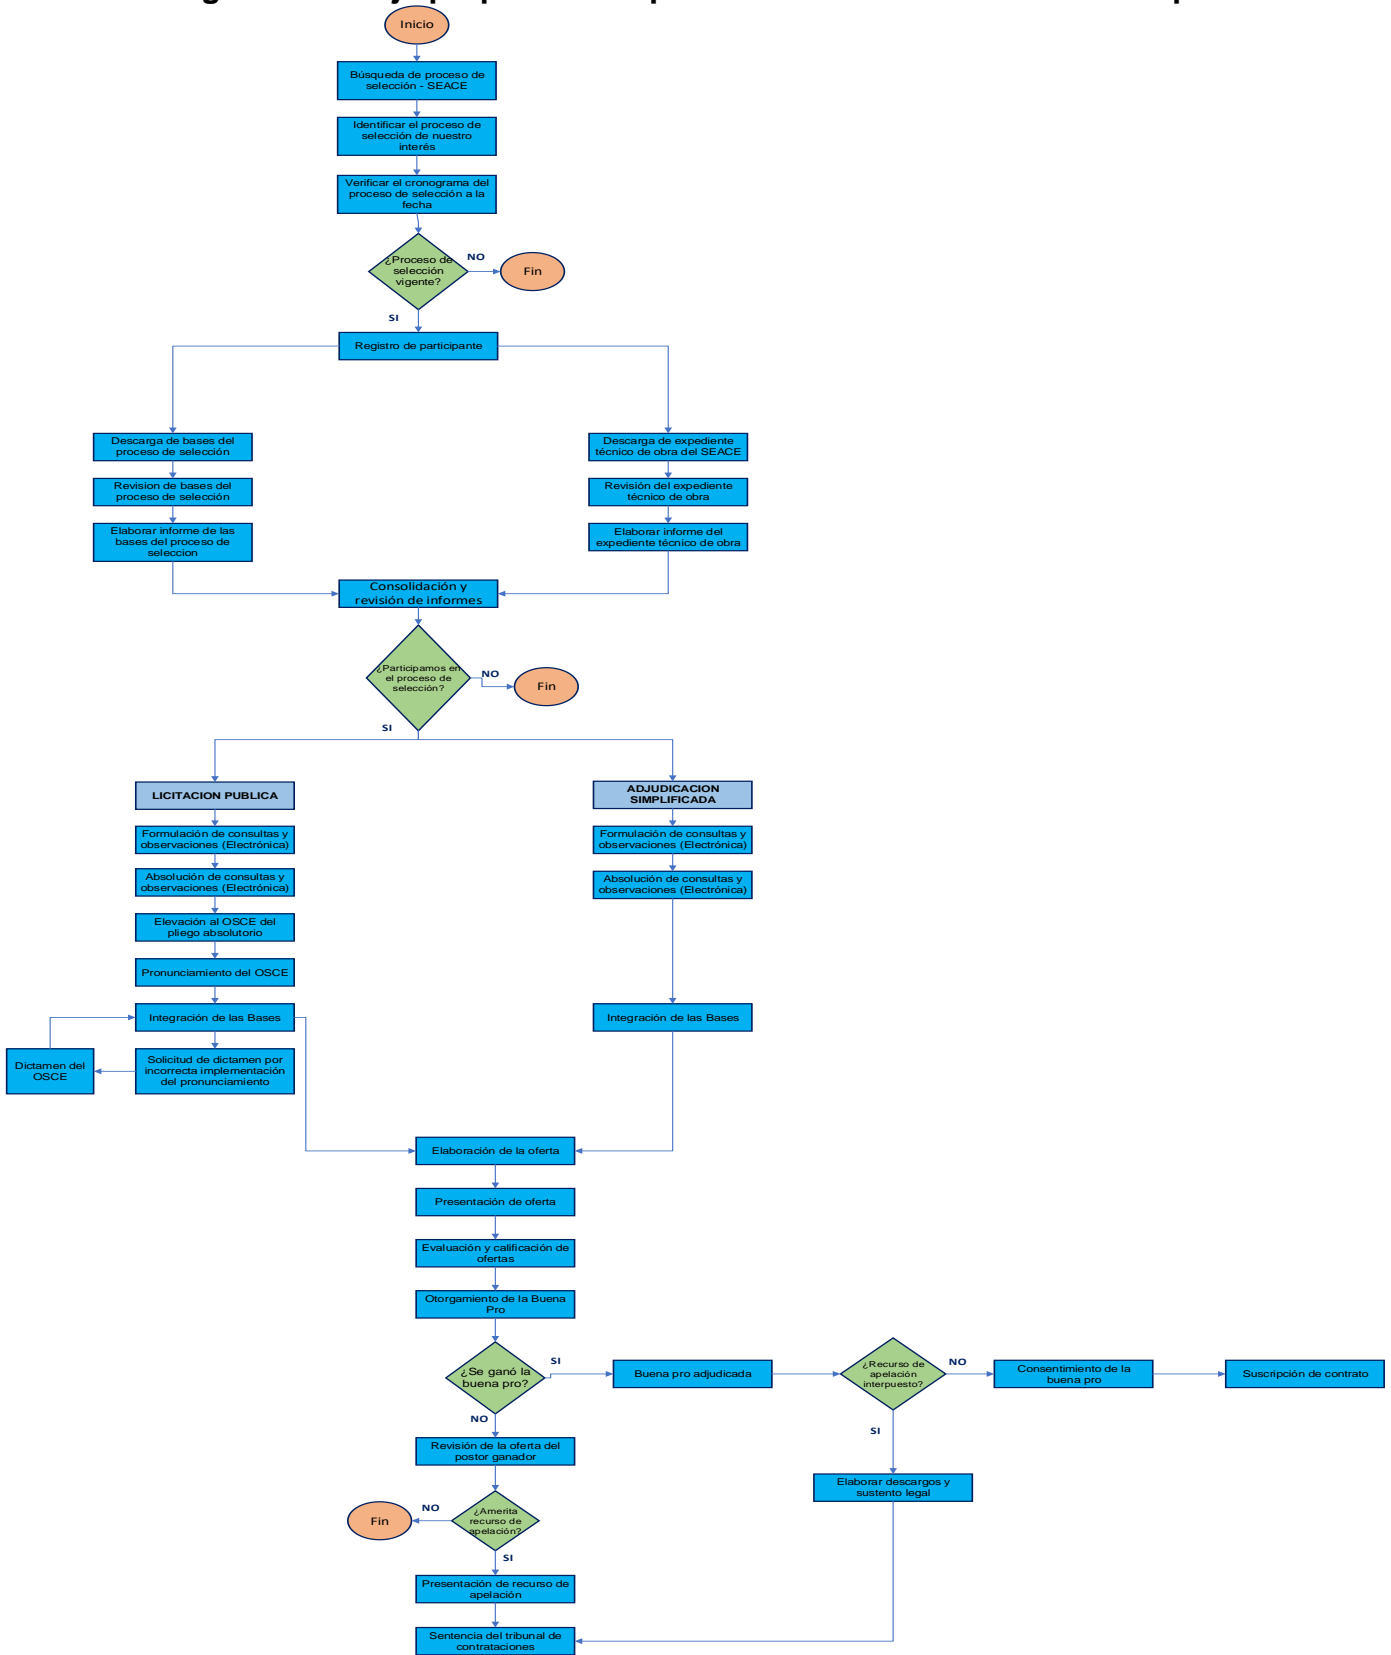 Inicio
Búsqueda de proceso de
selección - SEACE
Identificar el proceso de
selección de nuestro
interés
Verificar el cronograma del
proceso de selección a la
fecha
¿Proceso de
selección
vigente?
NO
Fin
SI
Registro de participante
Descarga de bases del
proceso de selección
Descarga de expediente
técnico de obra del SEACE
Revision de bases del
proceso de selección
Revisión del expediente
técnico de obra
Elaborar informe de las
bases del proceso de
seleccion
Elaborar informe del
expediente técnico de obra
Consolidación y
revisión de informes
¿Participamos en
el proceso de
selección?
NO
Fin
SI
LICITACION PUBLICA
ADJUDICACION
SIMPLIFICADA
Formulación de consultas y
observaciones (Electrónica)
Formulación de consultas y
observaciones (Electrónica)
Absolución de consultas y
observaciones (Electrónica)
Absolución de consultas y
observaciones (Electrónica)
Elevación al OSCE del
pliego absolutorio
Pronunciamiento del OSCE
Integración de las Bases
Integración de las Bases
Dictamen del
OSCE
Solicitud de dictamen por
incorrecta implementación
del pronunciamiento
Elaboración de la oferta
Presentación de oferta
Evaluación y calificación de
ofertas
Otorgamiento de la Buena
Pro
¿Se ganó la
buena pro?
SI
Buena pro adjudicada
¿Recurso de
apelación
interpuesto?
NO
Consentimiento de la
buena pro
Suscripción de contrato
NO
SI
Revisión de la oferta del
postor ganador
Elaborar descargos y
sustento legal
¿Amerita
recurso de
apelación?
NO
Fin
SI
Presentación de recurso de
apelación
Sentencia del tribunal de
contrataciones